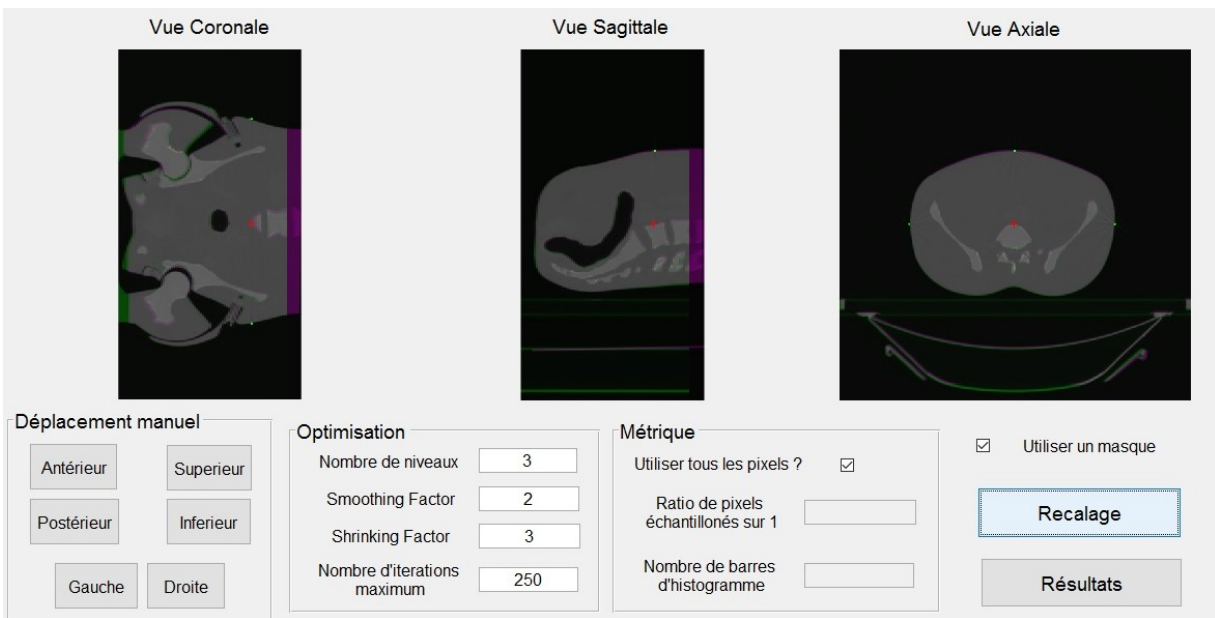 Vue Coronale
Vue Sagittale
Vue Axiale
Déplacement manuel
Antérieur
Superieur
Postérieur
Inferieur
Gauche
Droite
Optimisation
Nombre de niveaux
3
Smoothing Factor
2
Shrinking Factor
3
Nombre d'iterations
maximum
250
Métrique
Utiliser tous les pixels ?
Ratio de pixels
échantillonés sur 1
Nombre de barres
d'histogramme
Utiliser un masque
Recalage
Résultats